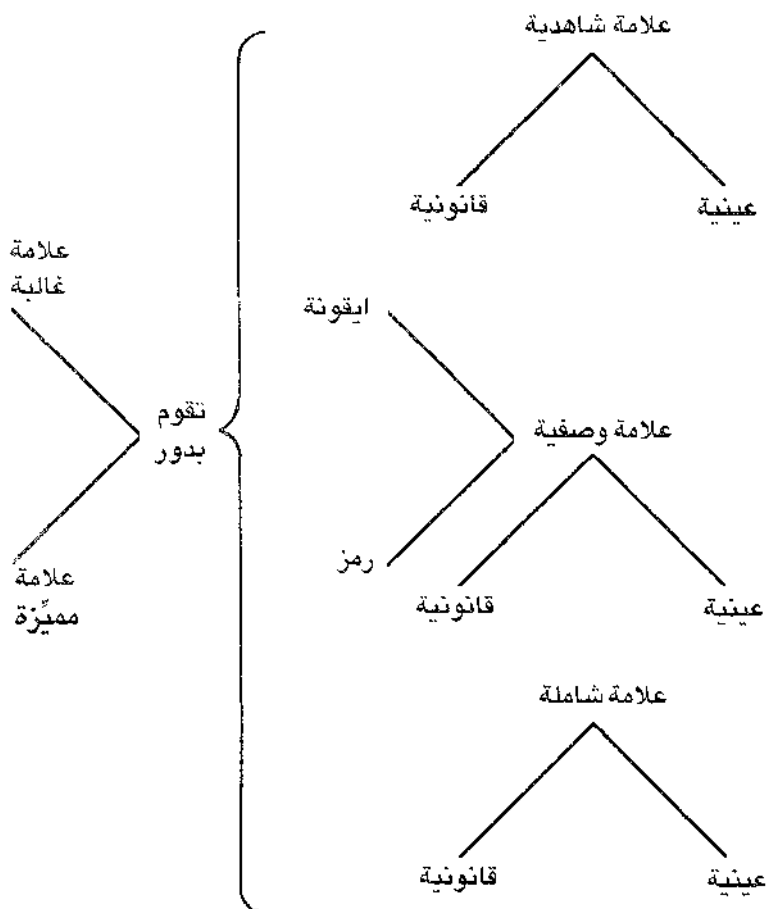 علامة شاهدية
عينية
قانونية
ايقونة
علامة وصفية
رمز
عينية
قانونية
علامة شاملة
عينية
قانونية
تقوم
بدور
علامة
غالبة
علامة
مميِّزة